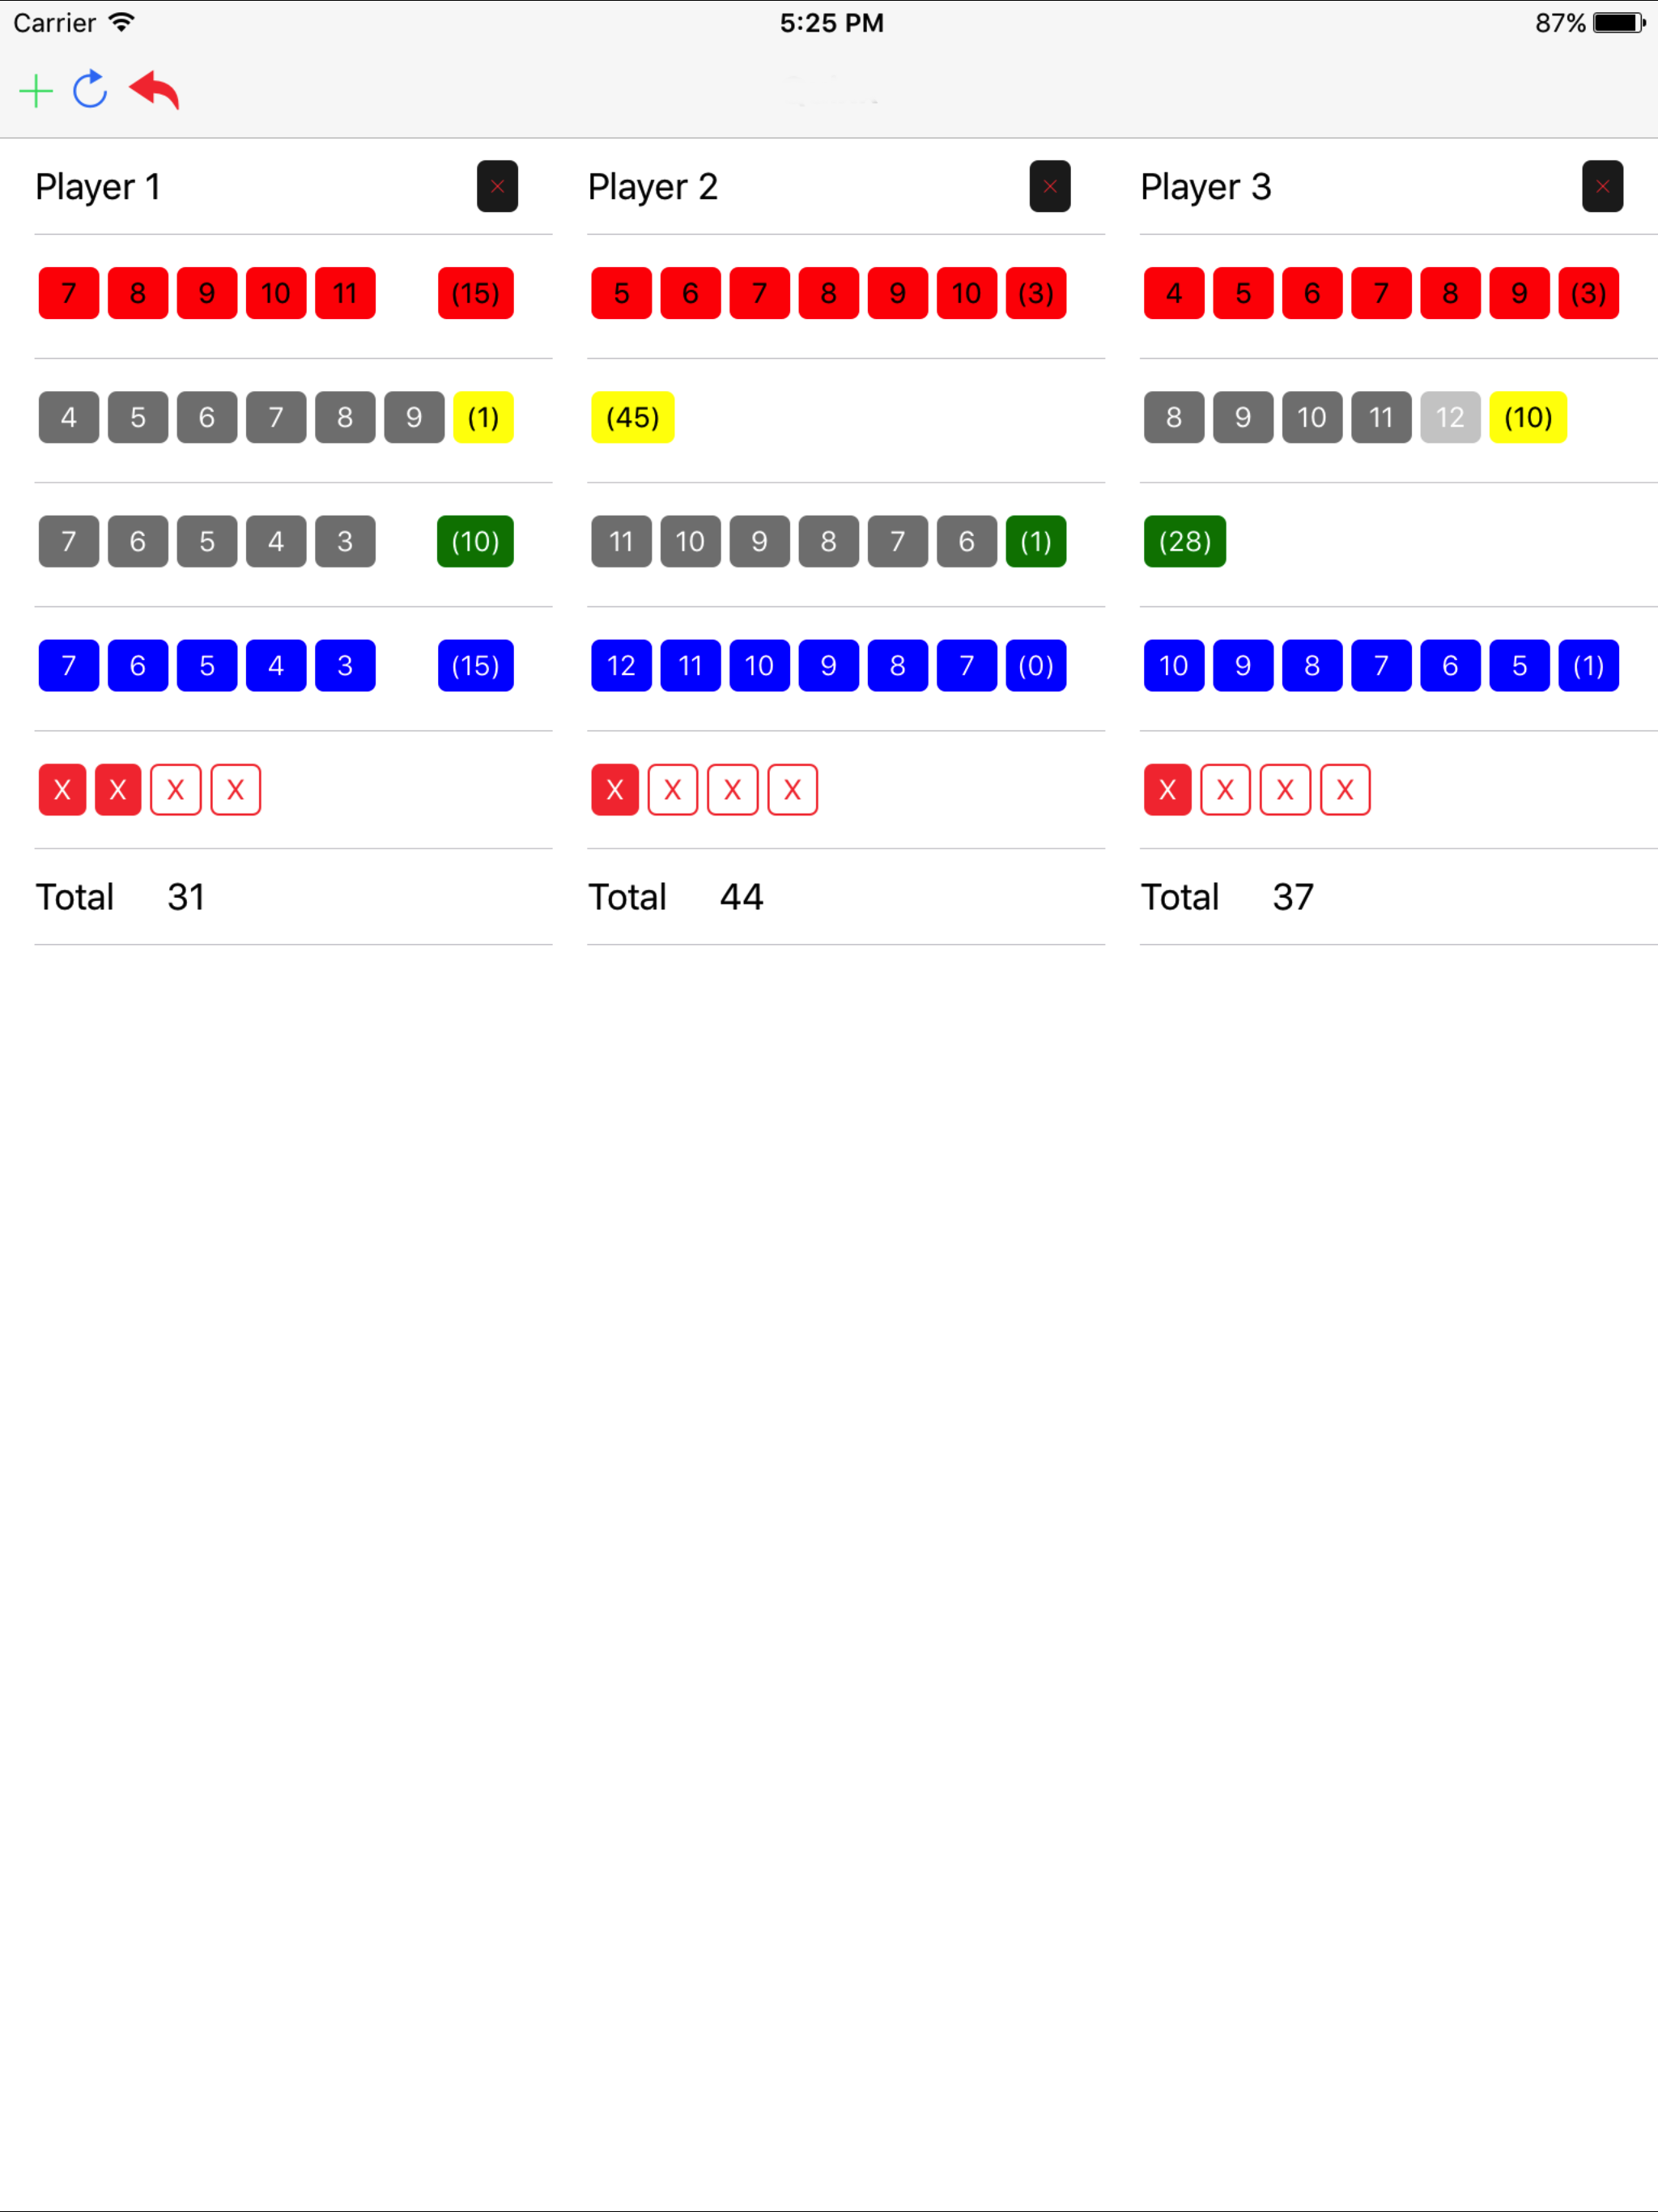 Carrier 5:25 PM 87%
Player 1 Player 2 Player 3
7 8 9 10 11 (15) 5 6 7 8 9 10 (3) 4 5 6 7 8 9 (3)
4 5 6 7 8 9 (1) (45) 8 9 10 11 12 (10)
7 6 5 4 3 (10) 11 10 9 8 7 6 (1) (28)
7 6 5 4 3 (15) 12 11 10 9 8 7 (0) 10 9 8 7 6 5 (1)
X X X X X X X X X X X X
Total 31 Total 44 Total 37